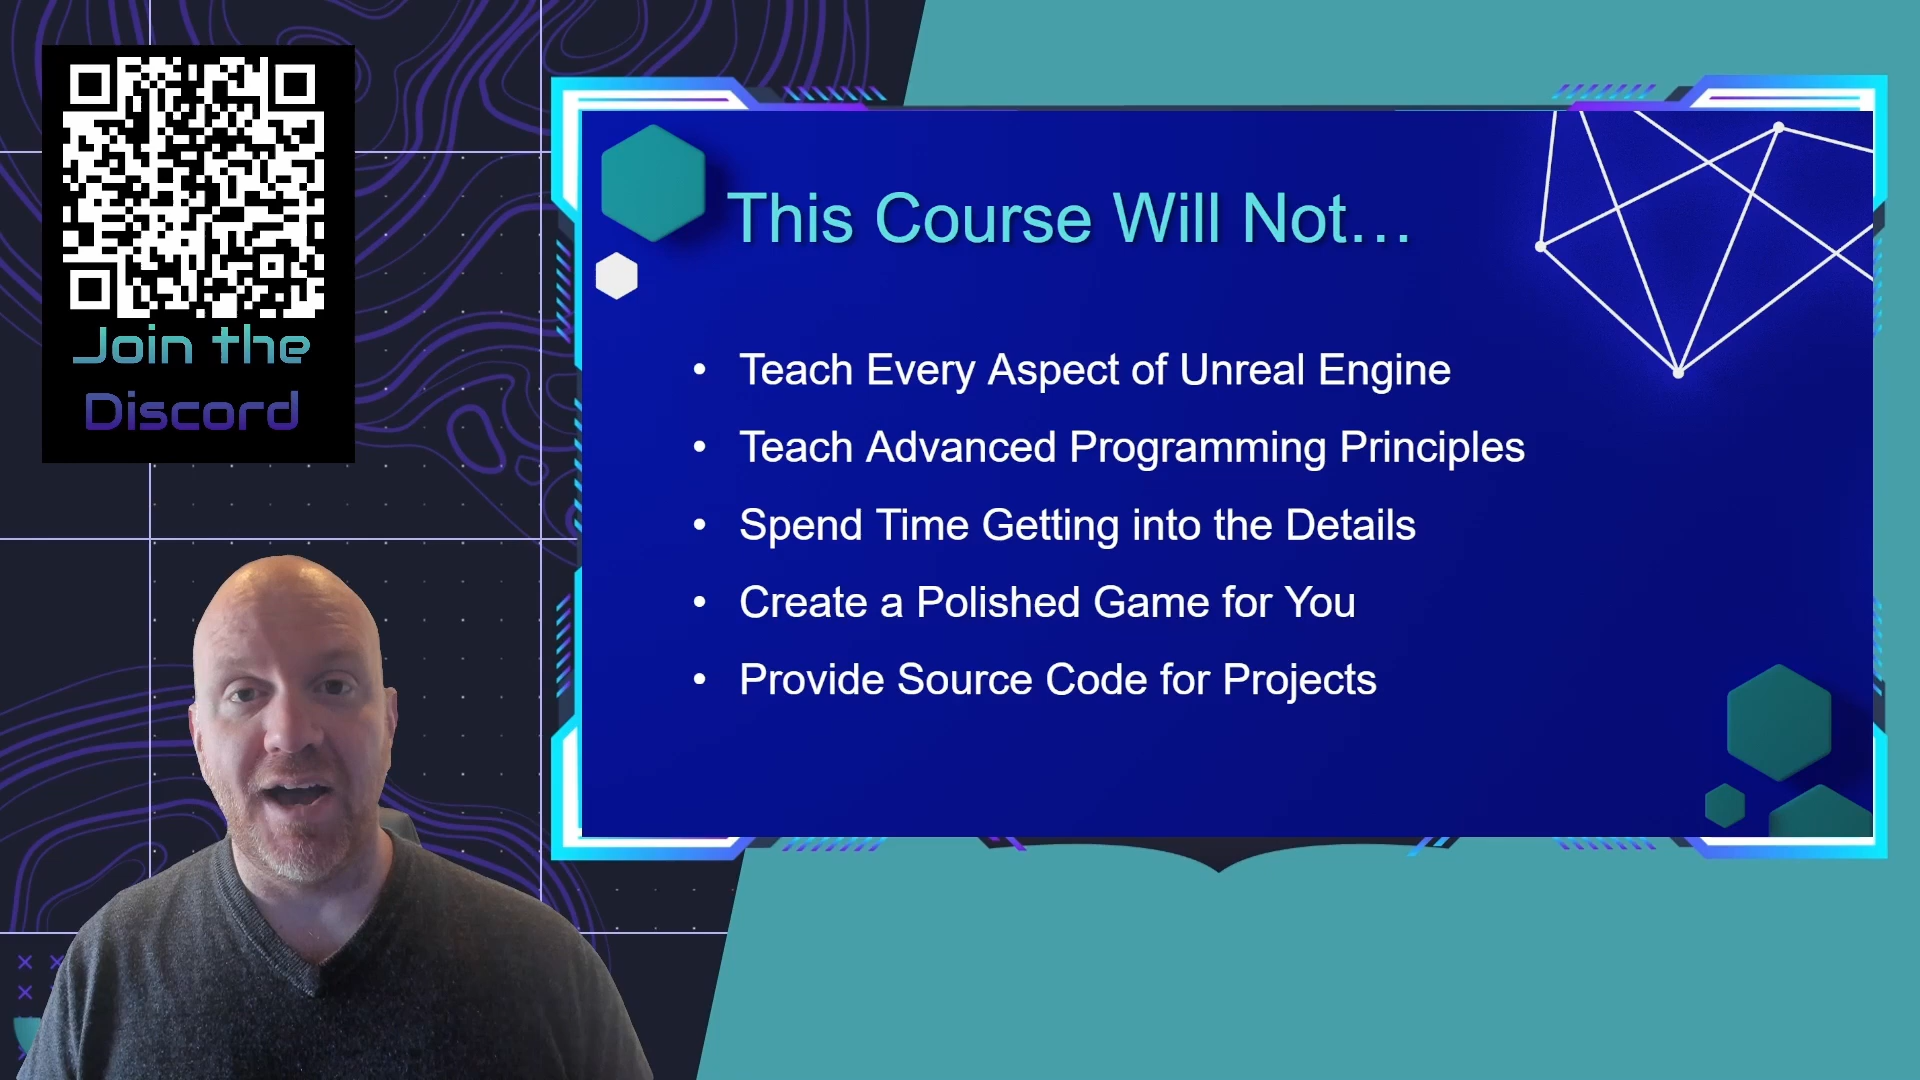 Join the
Discord
This Course Will Not…
• Teach Every Aspect of Unreal Engine
• Teach Advanced Programming Principles
• Spend Time Getting into the Details
• Create a Polished Game for You
• Provide Source Code for Projects